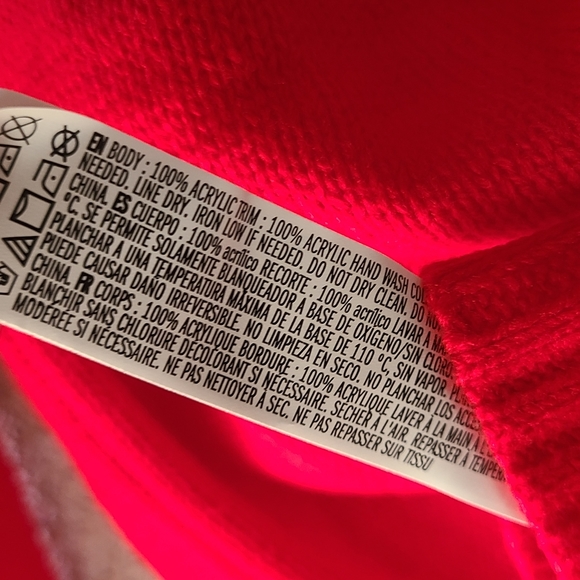 EN BODY : 100% ACRYLIC TRIM : 100% ACRYLIC HAND WASH
NEEDED. LINE DRY, IRON LOW IF NEEDED. DO NOT DRY CLEAN. DO
CHINA. ES CUERPO : 100% acrílico RECORTE : 100% acrílico LAVAR A
°C. SE PERMITE SOLAMENTE BLANQUEADOR A BASE DE OXÍGENO/SIN
PLANCHAR A UNA TEMPERATURA MÁXIMA DE LA BASE DE 110 °C, SIN VAPOR.
PUEDE CAUSAR DAÑO IRREVERSIBLE. NO LIMPIEZA EN SECO. NO PLANCHAR LOS
CHINA. FR CORPS : 100% ACRYLIQUE BORDURE : 100% ACRYLIQUE LAVER À LA MAIN À
BLANCHIR SANS CHLORURE DÉCOLORANT SI NÉCESSAIRE. SÉCHER À L'AIR. REPASSER À
MODÉRÉE SI NÉCESSAIRE. NE PAS NETTOYER À SEC. NE PAS REPASSER SUR TISSU